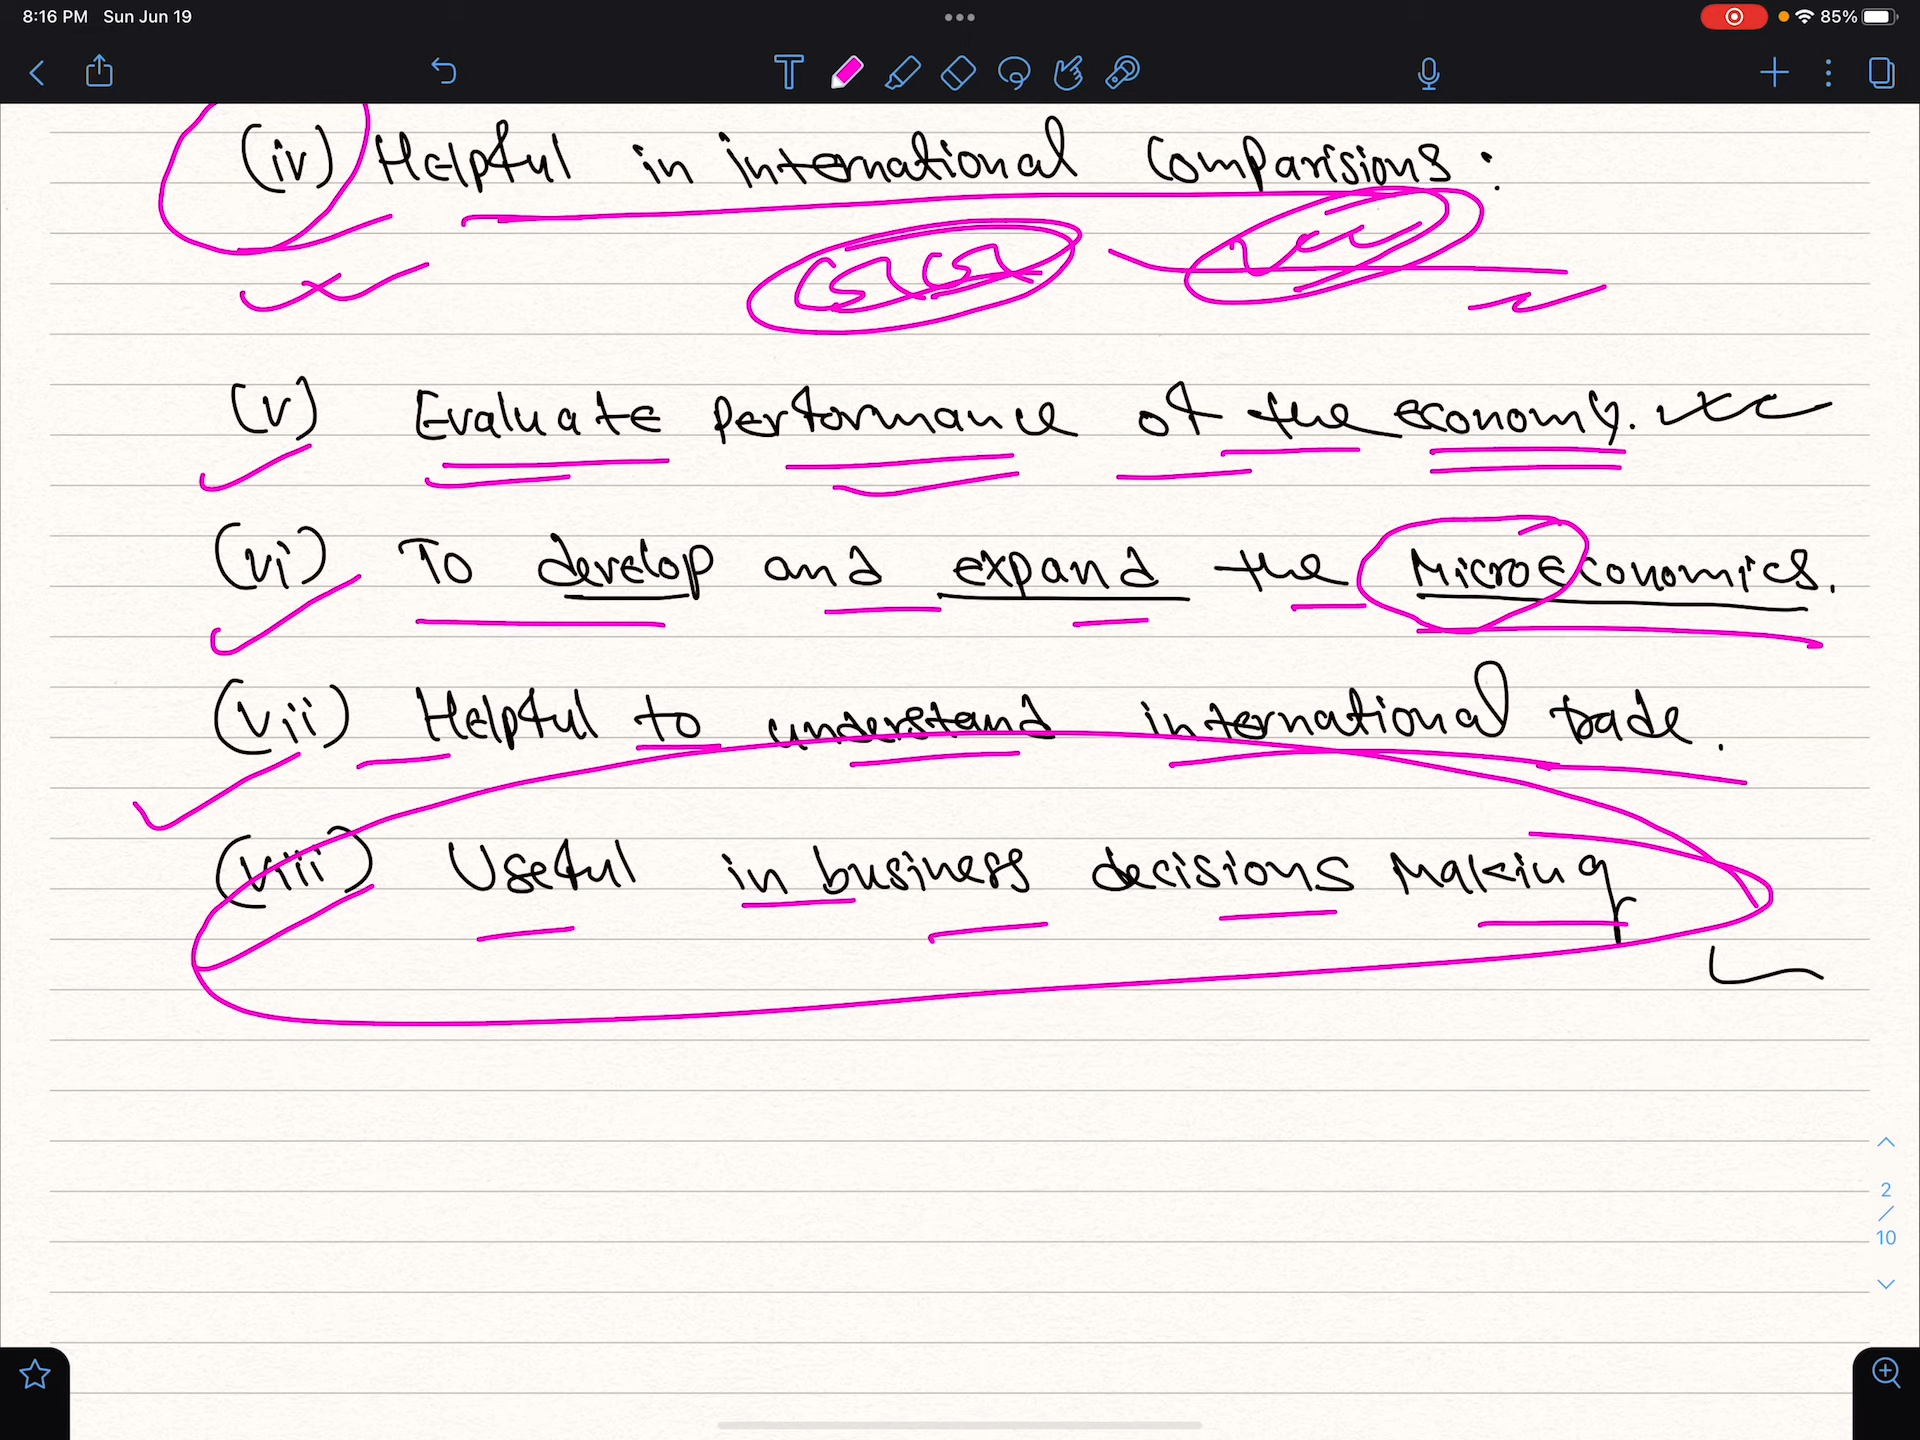 8:16 PM Sun Jun 19
85%
(iv) Helpful in international Comparisions:
(v) Evaluate Performance of the economy.
(vi) To develop and expand the Microeconomics.
(vii) Helpful to understand international trade.
(viii) Useful in business decisions Making
2
/
10